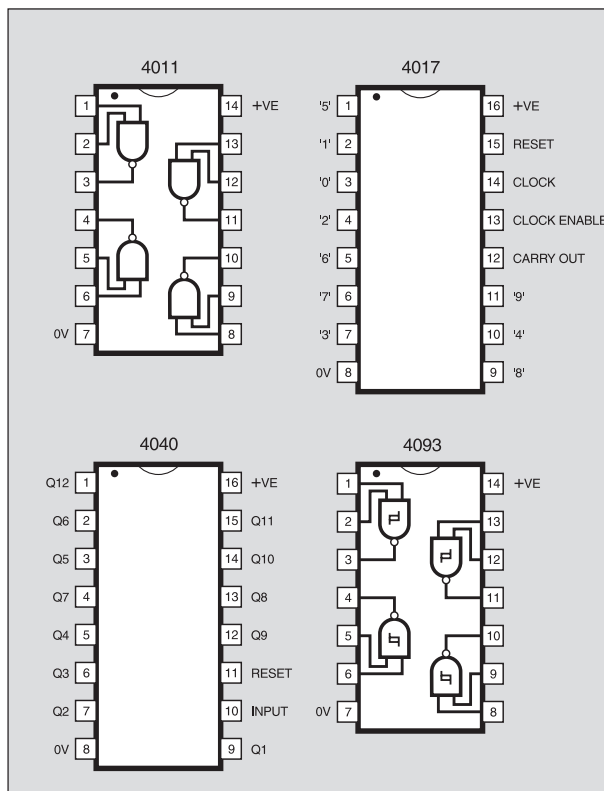 4011
1 14 +VE
2 13
3 12
4 11
5 10
6 9
0V 7 8
4017
'5' 1 16 +VE
'1' 2 15 RESET
'0' 3 14 CLOCK
'2' 4 13 CLOCK ENABLE
'6' 5 12 CARRY OUT
'7' 6 11 '9'
'3' 7 10 '4'
0V 8 9 '8'
4040
Q12 1 16 +VE
Q6 2 15 Q11
Q5 3 14 Q10
Q7 4 13 Q8
Q4 5 12 Q9
Q3 6 11 RESET
Q2 7 10 INPUT
0V 8 9 Q1
4093
1 14 +VE
2 13
3 12
4 11
5 10
6 9
0V 7 8